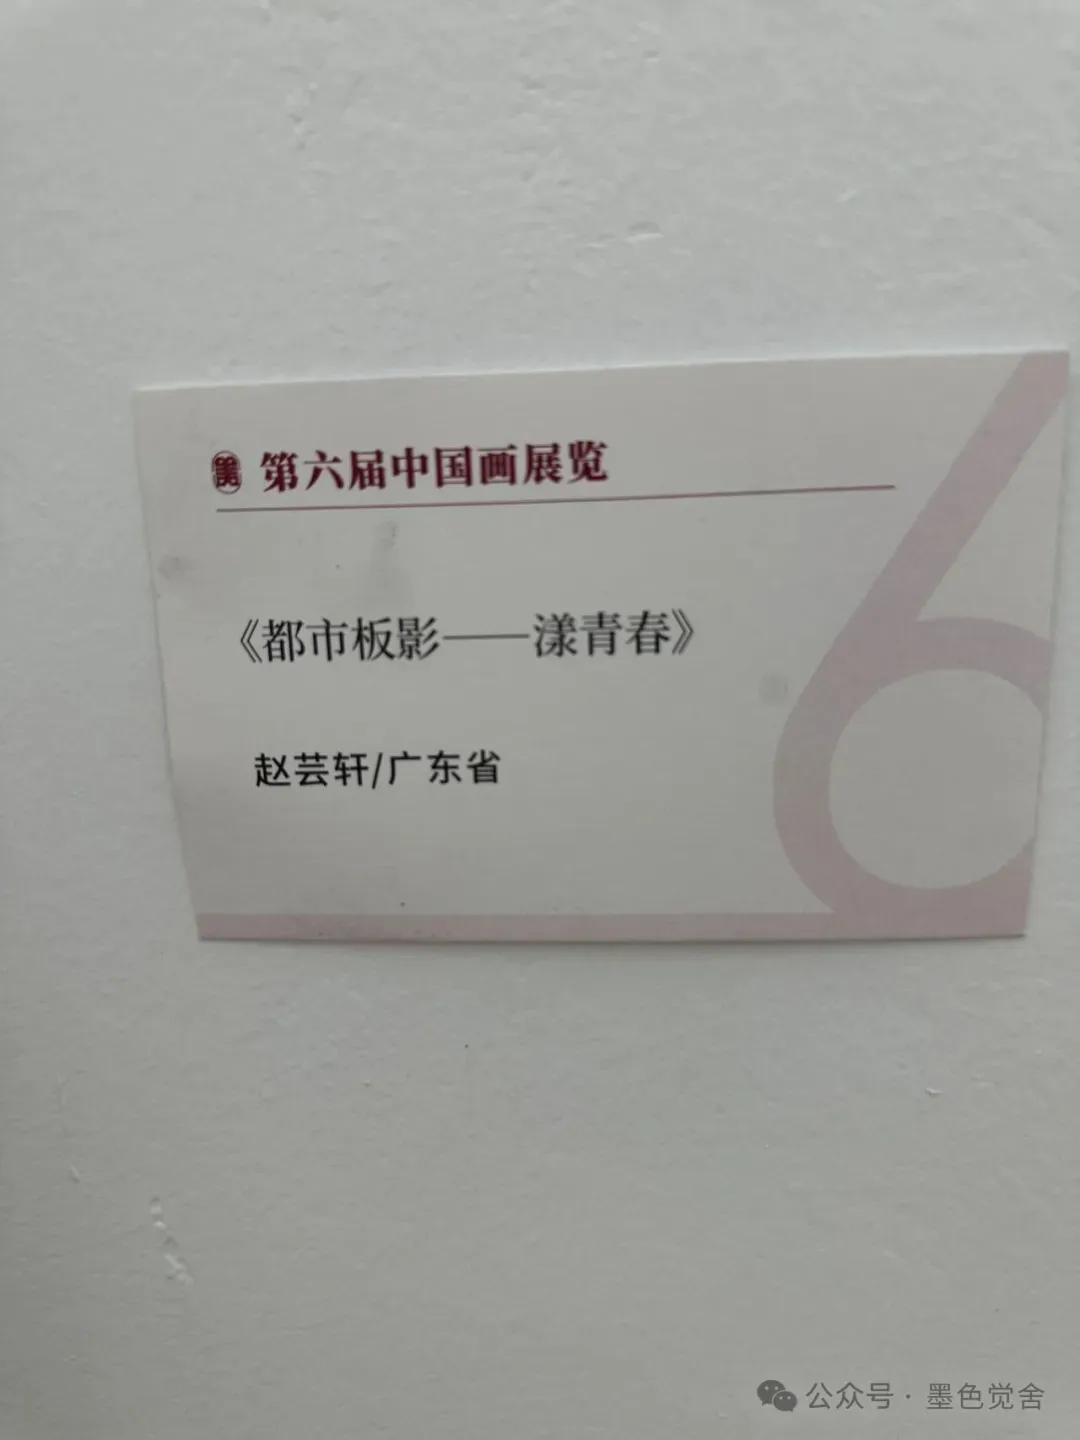 美 第六届中国画展览
《都市板影——漾青春》
赵芸轩/广东省
公众号·墨色觉舍